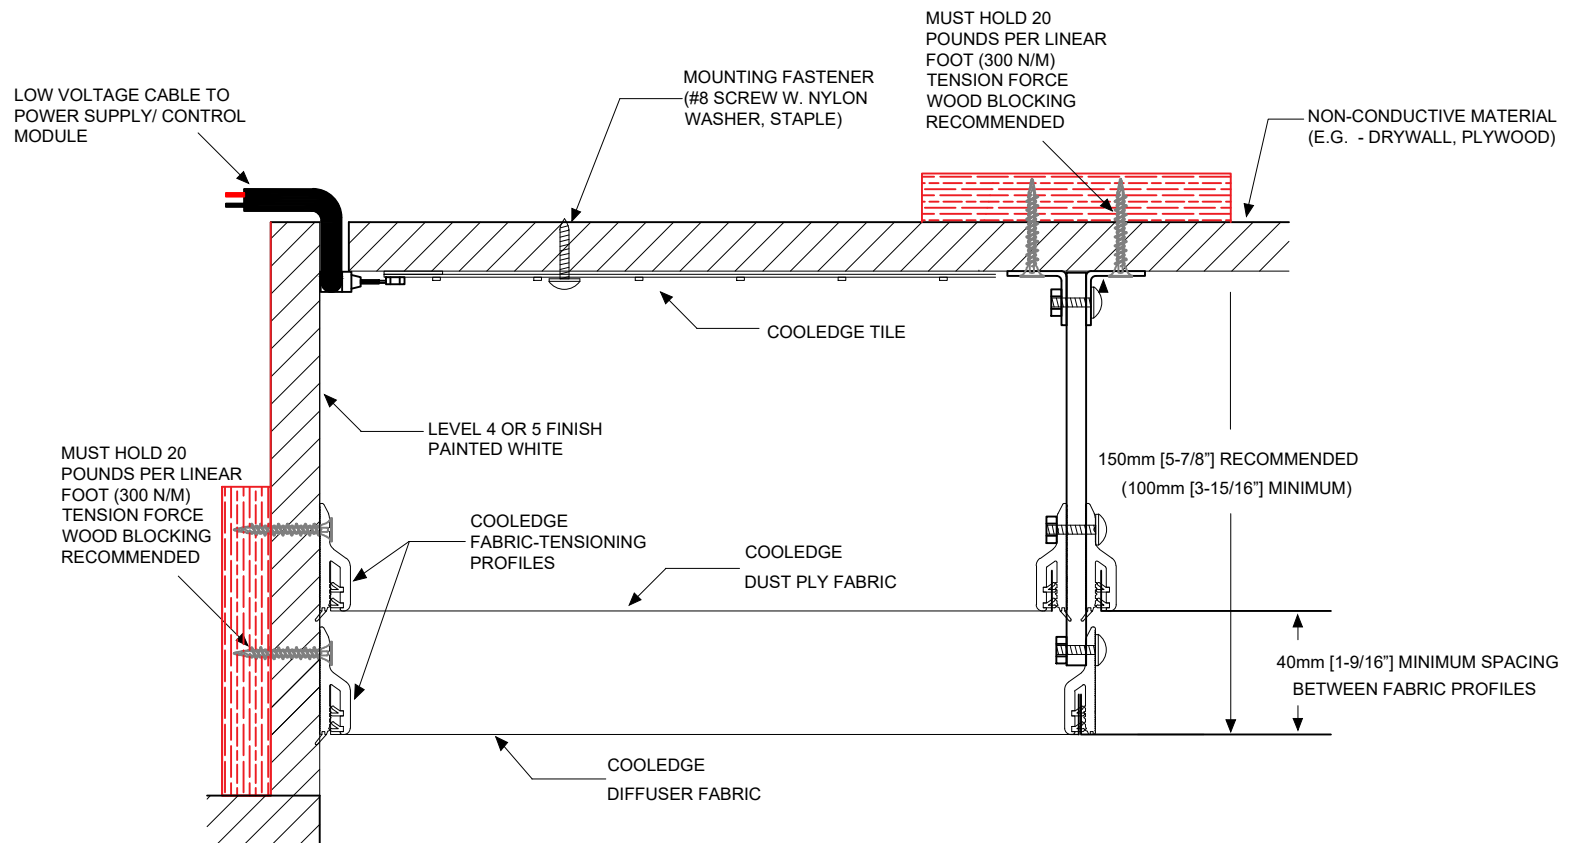 MUST HOLD 20
POUNDS PER LINEAR
FOOT (300 N/M)
TENSION FORCE
WOOD BLOCKING
RECOMMENDED
MOUNTING FASTENER
(#8 SCREW W. NYLON
WASHER, STAPLE)
LOW VOLTAGE CABLE TO
POWER SUPPLY/ CONTROL
MODULE
NON-CONDUCTIVE MATERIAL
(E.G.  - DRYWALL, PLYWOOD)
COOLEDGE TILE
LEVEL 4 OR 5 FINISH
PAINTED WHITE
MUST HOLD 20
POUNDS PER LINEAR
FOOT (300 N/M)
TENSION FORCE
WOOD BLOCKING
RECOMMENDED
150mm [5-7/8”] RECOMMENDED
(100mm [3-15/16”] MINIMUM)
COOLEDGE
FABRIC-TENSIONING
PROFILES
COOLEDGE
DUST PLY FABRIC
40mm [1-9/16”] MINIMUM SPACING
BETWEEN FABRIC PROFILES
COOLEDGE
DIFFUSER FABRIC